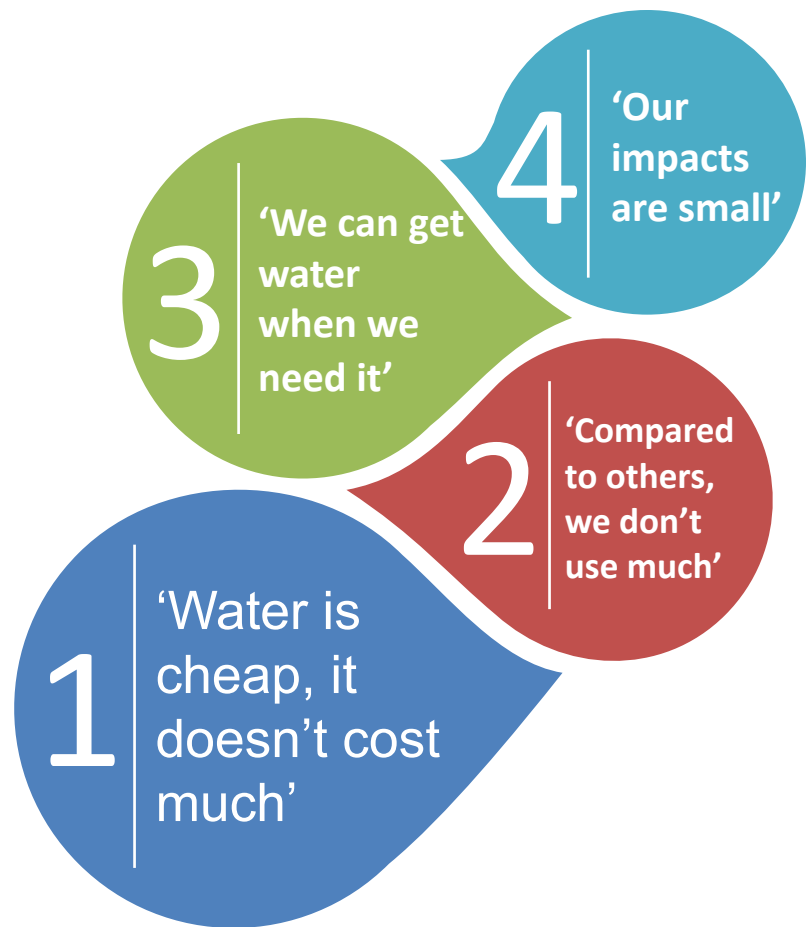 4
‘Our
impacts
are small’
3
‘We can get
water
when we
need it’
2
‘Compared
to others,
we don’t
use much’
1
‘Water is
cheap, it
doesn’t cost
much’